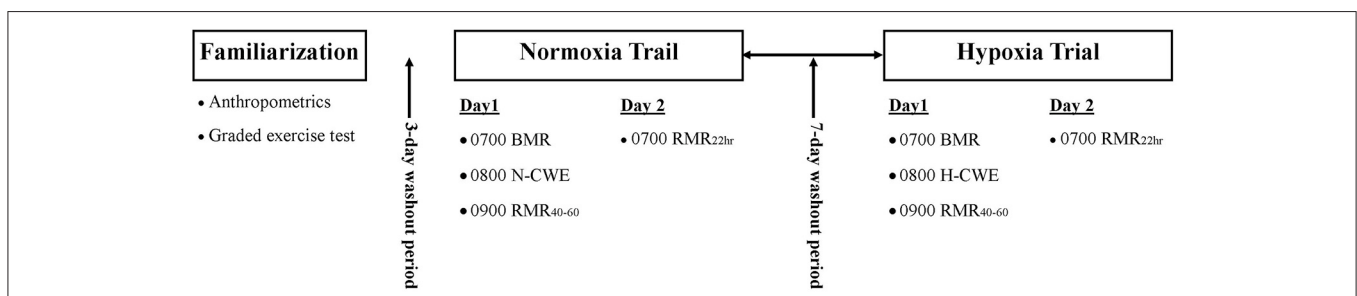 Familiarization
• Anthropometrics
• Graded exercise test
3-day washout period
Normoxia Trail
Day1
• 0700 BMR
• 0800 N-CWE
• 0900 RMR40-60
Day 2
• 0700 RMR22hr
7-day washout period
Hypoxia Trial
Day1
• 0700 BMR
• 0800 H-CWE
• 0900 RMR40-60
Day 2
• 0700 RMR22hr